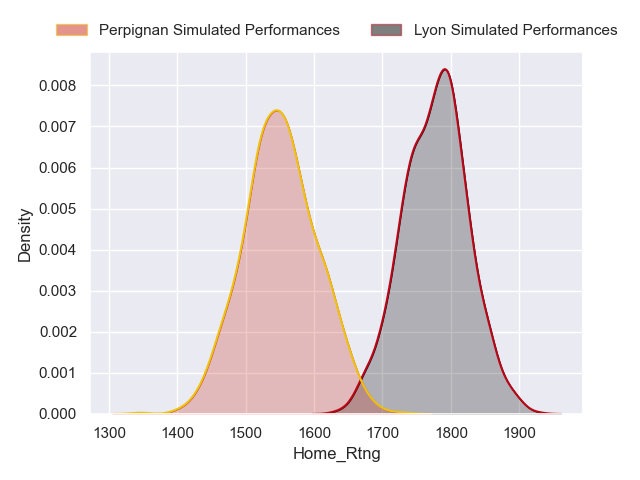 Perpignan Simulated Performances Lyon Simulated Performances
0.008
0.007
0.006
0.005
0.004
0.003
0.002
0.001
0.000
Density
1300 1400 1500 1600 1700 1800 1900
Home_Rtng